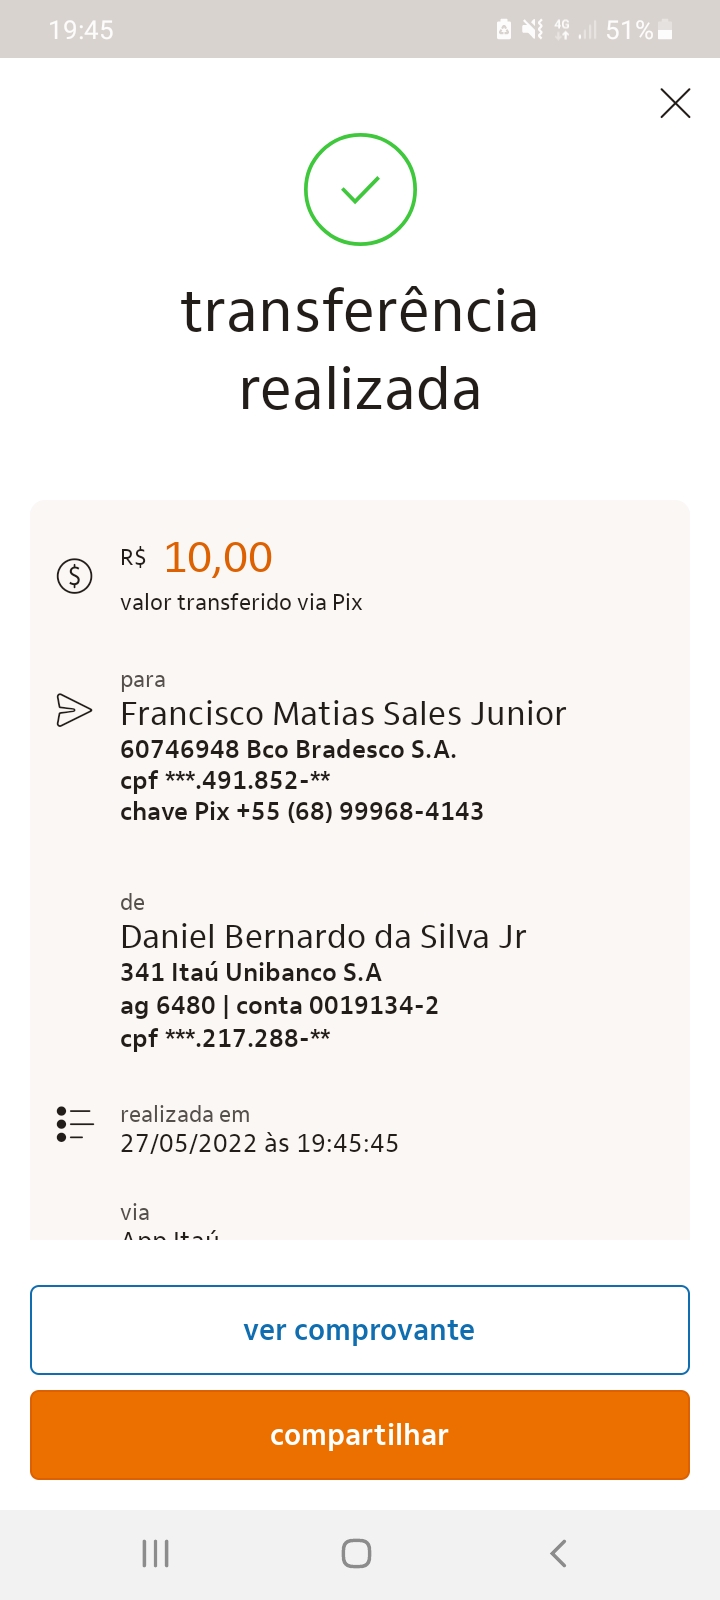 19:45
4G 51%
transferência
realizada
R$ 10,00
valor transferido via Pix
para
Francisco Matias Sales Junior
60746948 Bco Bradesco S.A.
cpf ***.491.852-**
chave Pix +55 (68) 99968-4143
de
Daniel Bernardo da Silva Jr
341 Itaú Unibanco S.A
ag 6480 | conta 0019134-2
cpf ***.217.288-**
realizada em
27/05/2022 às 19:45:45
via
App Itaú
ver comprovante
compartilhar